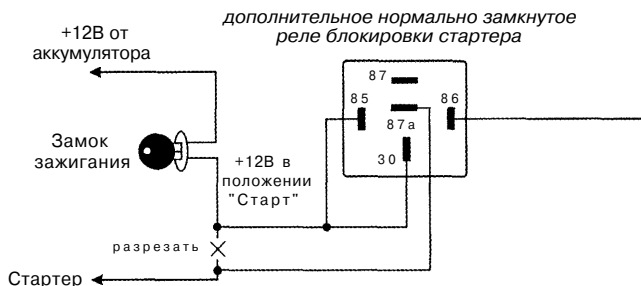 дополнительное нормально замкнутое
реле блокировки стартера
+12В от
аккумулятора
87
85
86
87а
30
Замок
зажигания
+12В в
положении
"Старт"
разрезать
Стартер